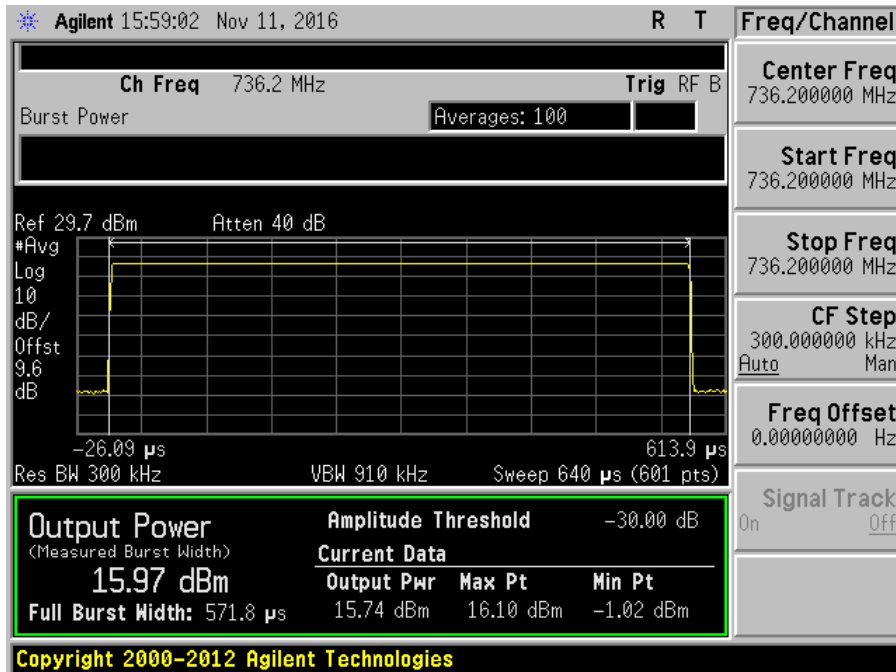 Agilent 15:59:02 Nov 11, 2016 R T
Freq/Channel
Ch Freq 736.2 MHz Trig RF B
Burst Power Averages: 100
Center Freq
736.200000 MHz
Start Freq
736.200000 MHz
Stop Freq
736.200000 MHz
CF Step
300.000000 kHz
Auto Man
Freq Offset
0.00000000 Hz
Signal Track
On Off
Ref 29.7 dBm Atten 40 dB
#Avg
Log
10
dB/
Offst
9.6
dB
-26.09 µs 613.9 µs
Res BW 300 kHz VBW 910 kHz Sweep 640 µs (601 pts)
Output Power
(Measured Burst Width)
15.97 dBm
Full Burst Width: 571.8 µs
Amplitude Threshold -30.00 dB
Current Data
Output Pwr Max Pt Min Pt
15.74 dBm 16.10 dBm -1.02 dBm
Copyright 2000-2012 Agilent Technologies